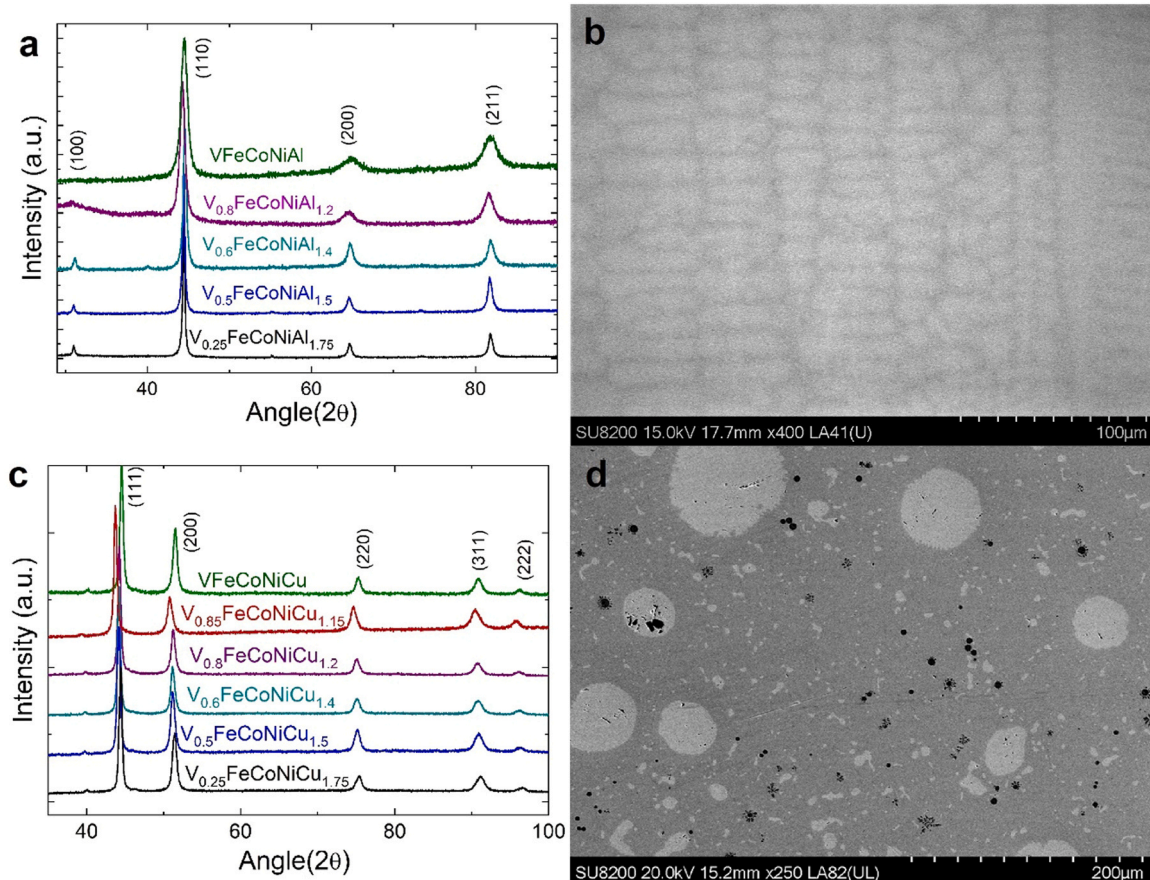 a
Intensity (a.u.)
(100)
(110)
(200)
(211)
VFeCoNiAl
V0.8FeCoNiAl1.2
V0.6FeCoNiAl1.4
V0.5FeCoNiAl1.5
V0.25FeCoNiAl1.75
40 60 80
Angle(2θ)
b
SU8200 15.0kV 17.7mm x400 LA41(U) 100μm
c
Intensity (a.u.)
(111)
(200)
(220)
(311)
(222)
VFeCoNiCu
V0.85FeCoNiCu1.15
V0.8FeCoNiCu1.2
V0.6FeCoNiCu1.4
V0.5FeCoNiCu1.5
V0.25FeCoNiCu1.75
40 60 80 100
Angle(2θ)
d
SU8200 20.0kV 15.2mm x250 LA82(UL) 200μm